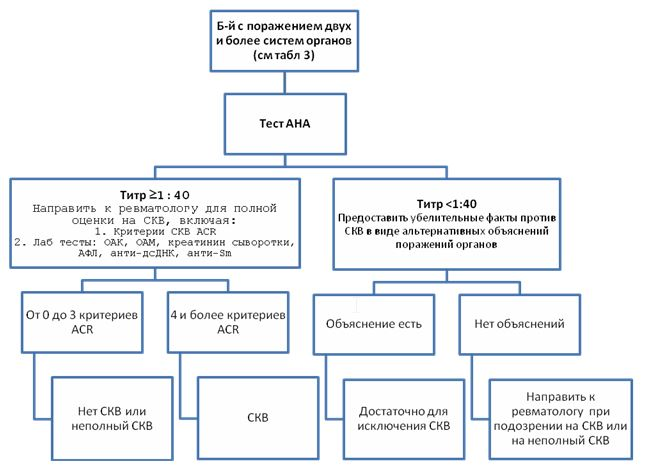 Б-й с поражением двух
и более систем органов
(см табл 3)
Тест АНА
Титр ≥1 : 40
Направить к ревматологу для полной
оценки на СКВ, включая:
1. Критерии СКВ ACR
2. Лаб тесты: ОАК, ОАМ, креатинин сыворотки,
АФЛ, анти-дсДНК, анти-Sm
Титр <1:40
Предоставить убелительные факты против
СКВ в виде альтернативных объяснений
поражений органов
От 0 до 3 критериев
ACR
4 и более критериев
ACR
Объяснение есть
Нет объяснений
Нет СКВ или
неполный СКВ
СКВ
Достаточно для
исключения СКВ
Направить к
ревматологу при
подозрении на СКВ или
на неполный СКВ